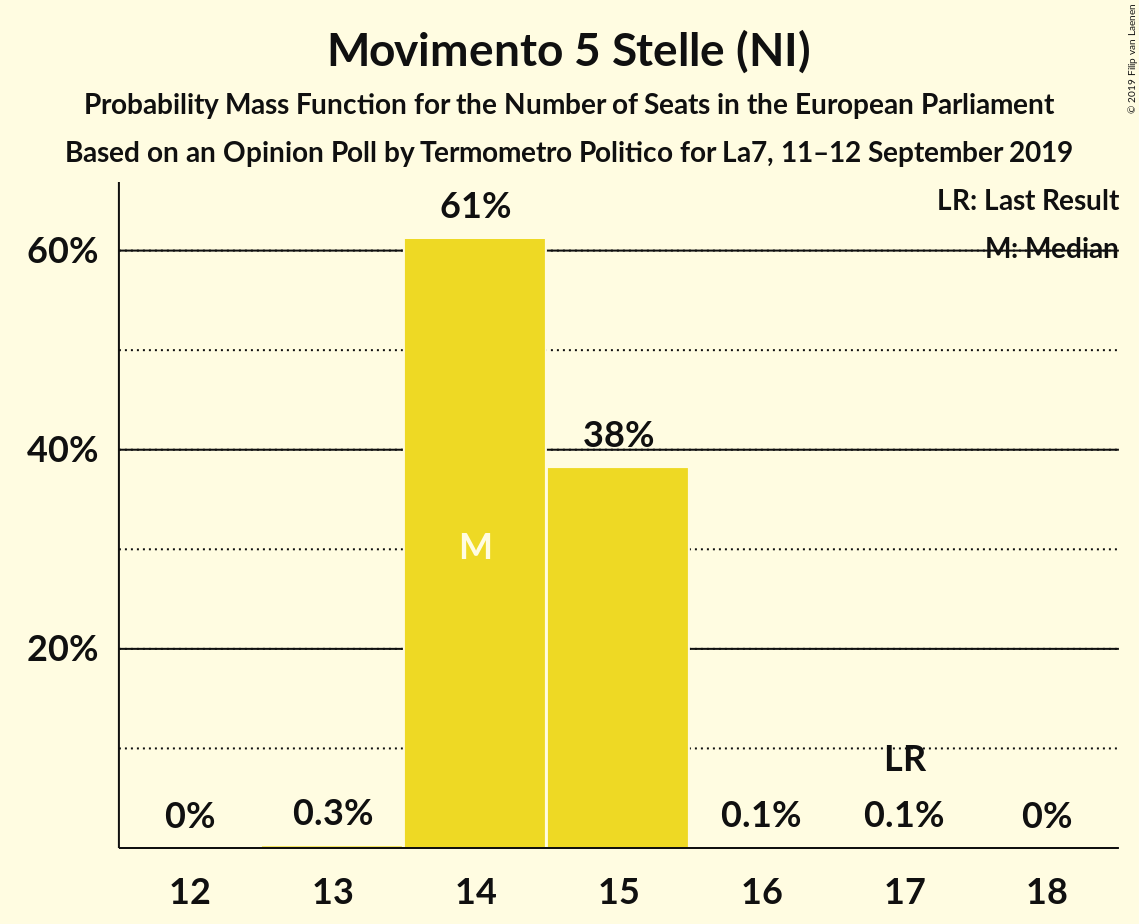 Movimento 5 Stelle (NI)
Probability Mass Function for the Number of Seats in the European Parliament
Based on an Opinion Poll by Termometro Politico for La7, 11–12 September 2019
© 2019 Filip van Laenen
LR: Last Result
M: Median
60%
40%
20%
61%
38%
M
LR
0%
0.3%
0.1%
0.1%
0%
12
13
14
15
16
17
18